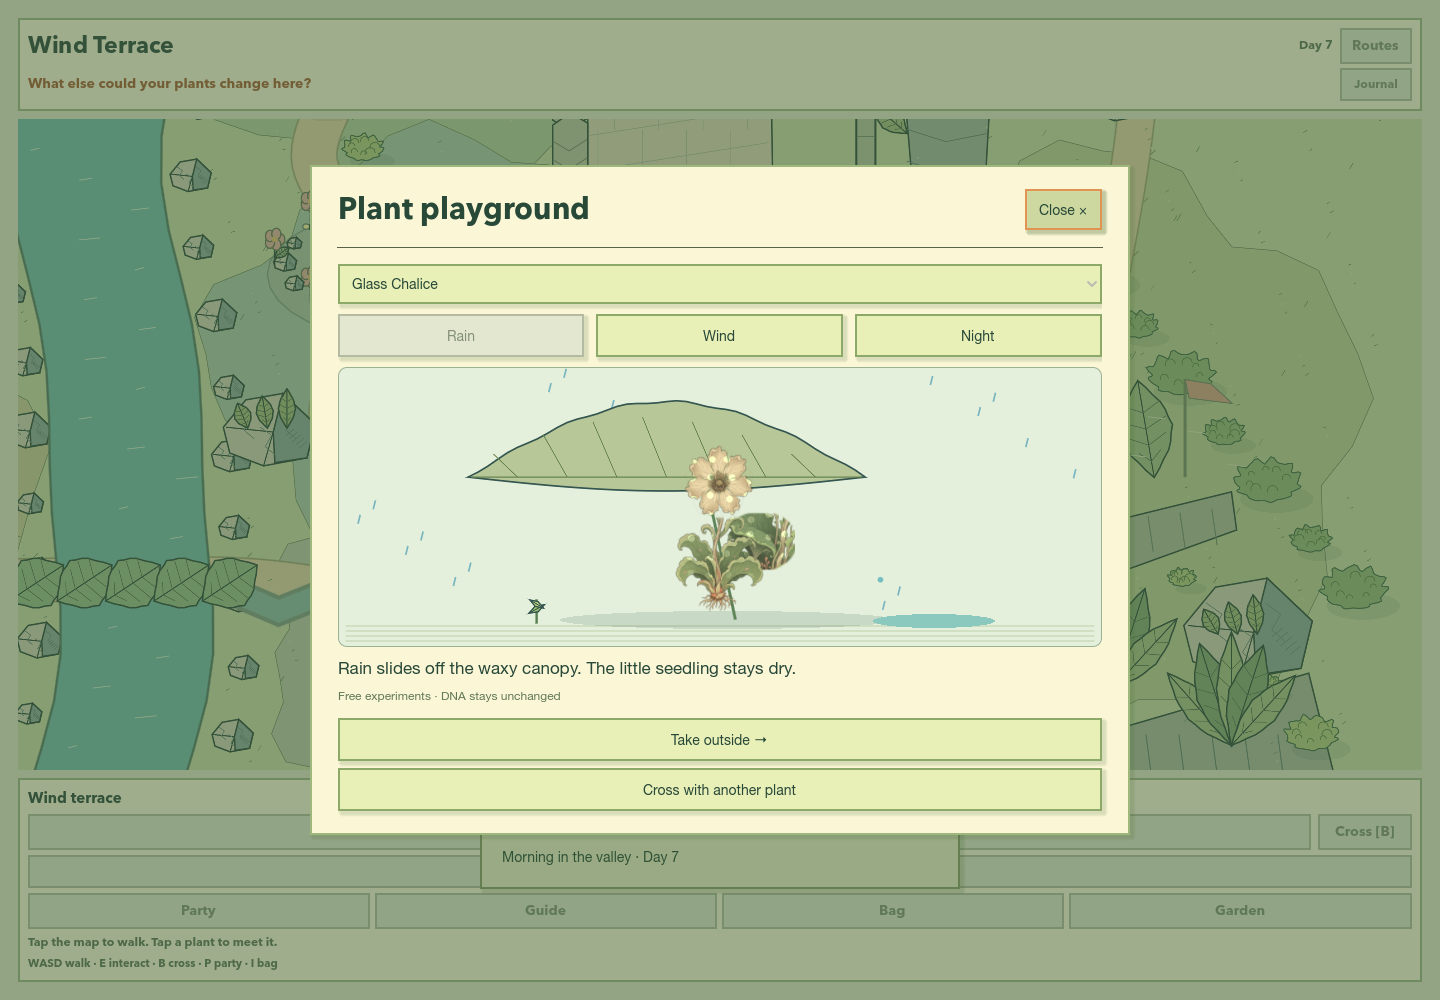 Wind Terrace
Day 7
Routes
What else could your plants change here?
Journal
Plant playground
Close ×
Glass Chalice
Rain
Wind
Night
Rain slides off the waxy canopy. The little seedling stays dry.
Free experiments · DNA stays unchanged
Take outside →
Cross with another plant
Wind terrace
Cross [B]
Morning in the valley · Day 7
Party
Guide
Bag
Garden
Tap the map to walk. Tap a plant to meet it.
WASD walk · E interact · B cross · P party · I bag